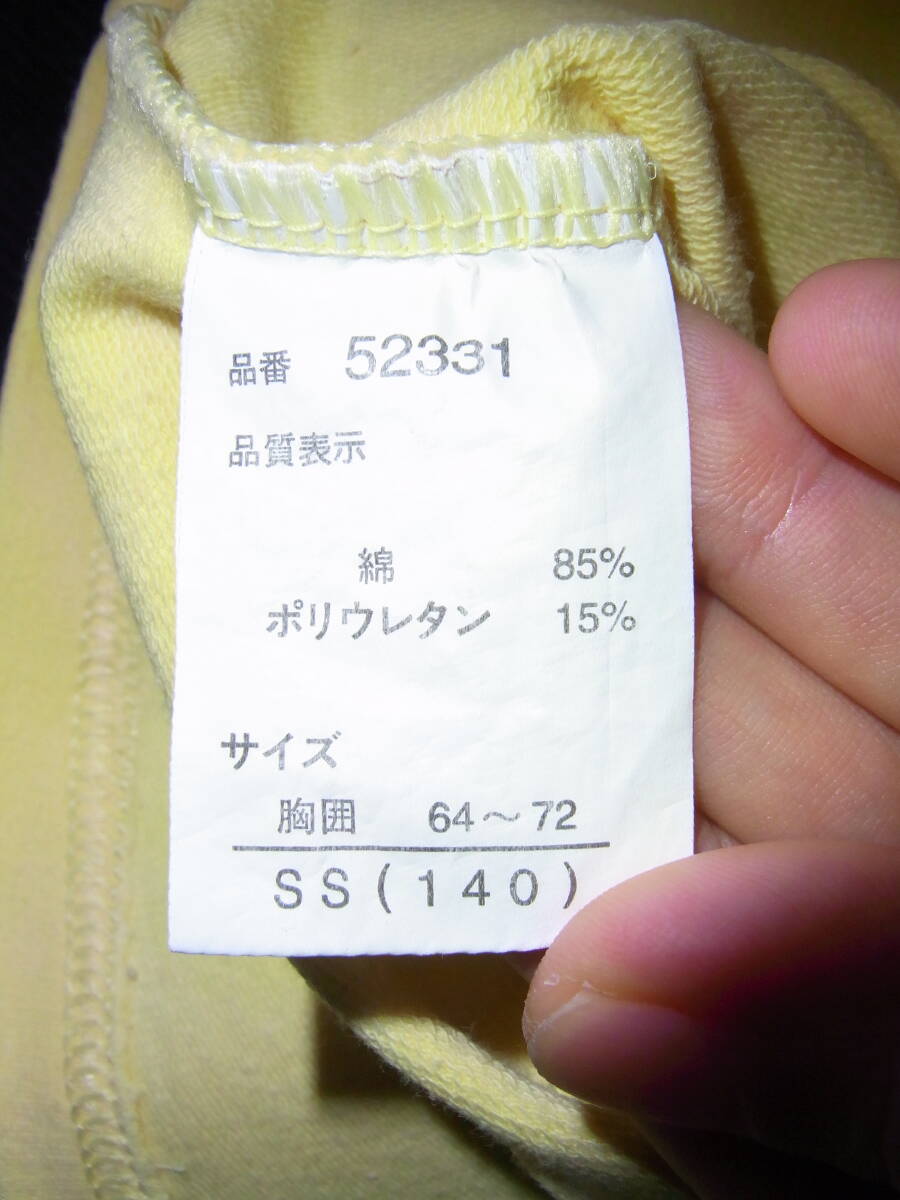 品番 52331
品質表示
綿 85%
ポリウレタン 15%
サイズ
胸囲 64～72
SS(140)